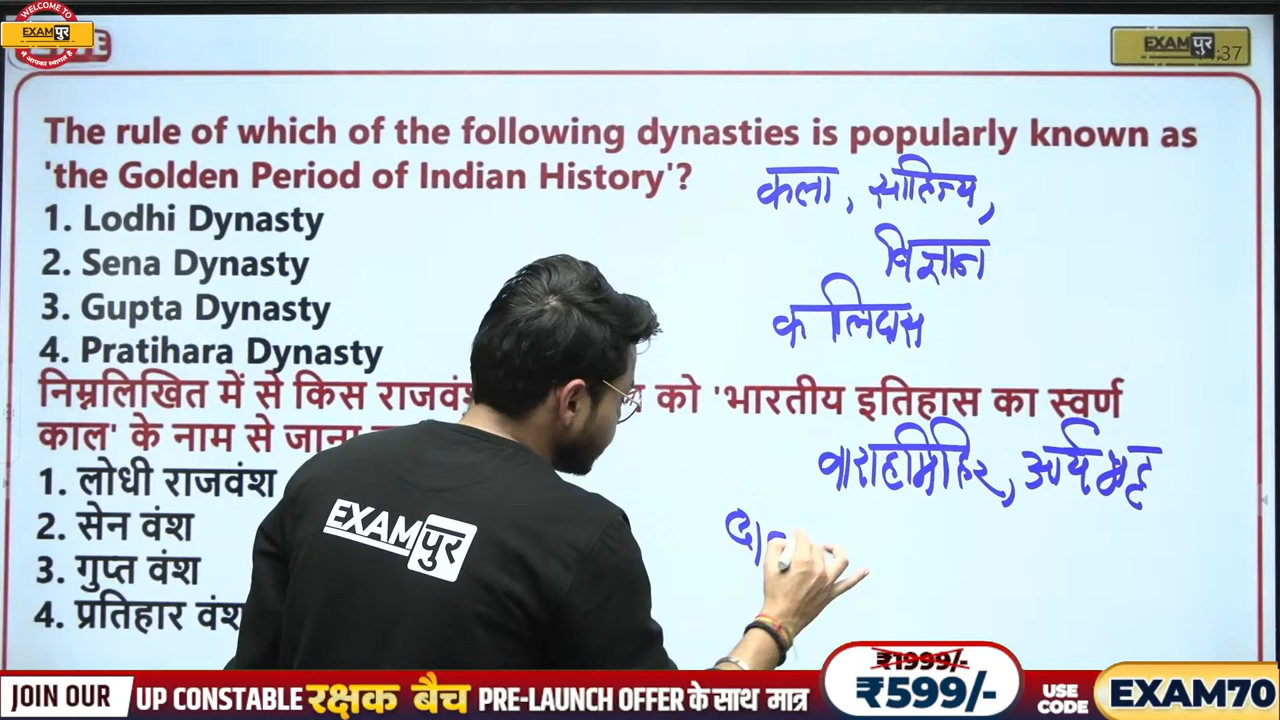 WELCOME TO
EXAMपुर
में आपका स्वागत है
EXAMपुर
:37
The rule of which of the following dynasties is popularly known as
'the Golden Period of Indian History'?
1. Lodhi Dynasty
2. Sena Dynasty
3. Gupta Dynasty
4. Pratihara Dynasty
कला, साहित्य,
विज्ञान
कालिदास
निम्नलिखित में से किस को 'भारतीय इतिहास का स्वर्ण
काल' के नाम से जाना
1. लोधी राजवंश
2. सेन वंश
3. गुप्त वंश
4. प्रतिहार वंश
वाराहमिहिर, आर्यभट्ट
EXAMपुर
JOIN OUR UP CONSTABLE रक्षक बैच PRE-LAUNCH OFFER के साथ मात्र ₹1999/- ₹599/- USE CODE EXAM70